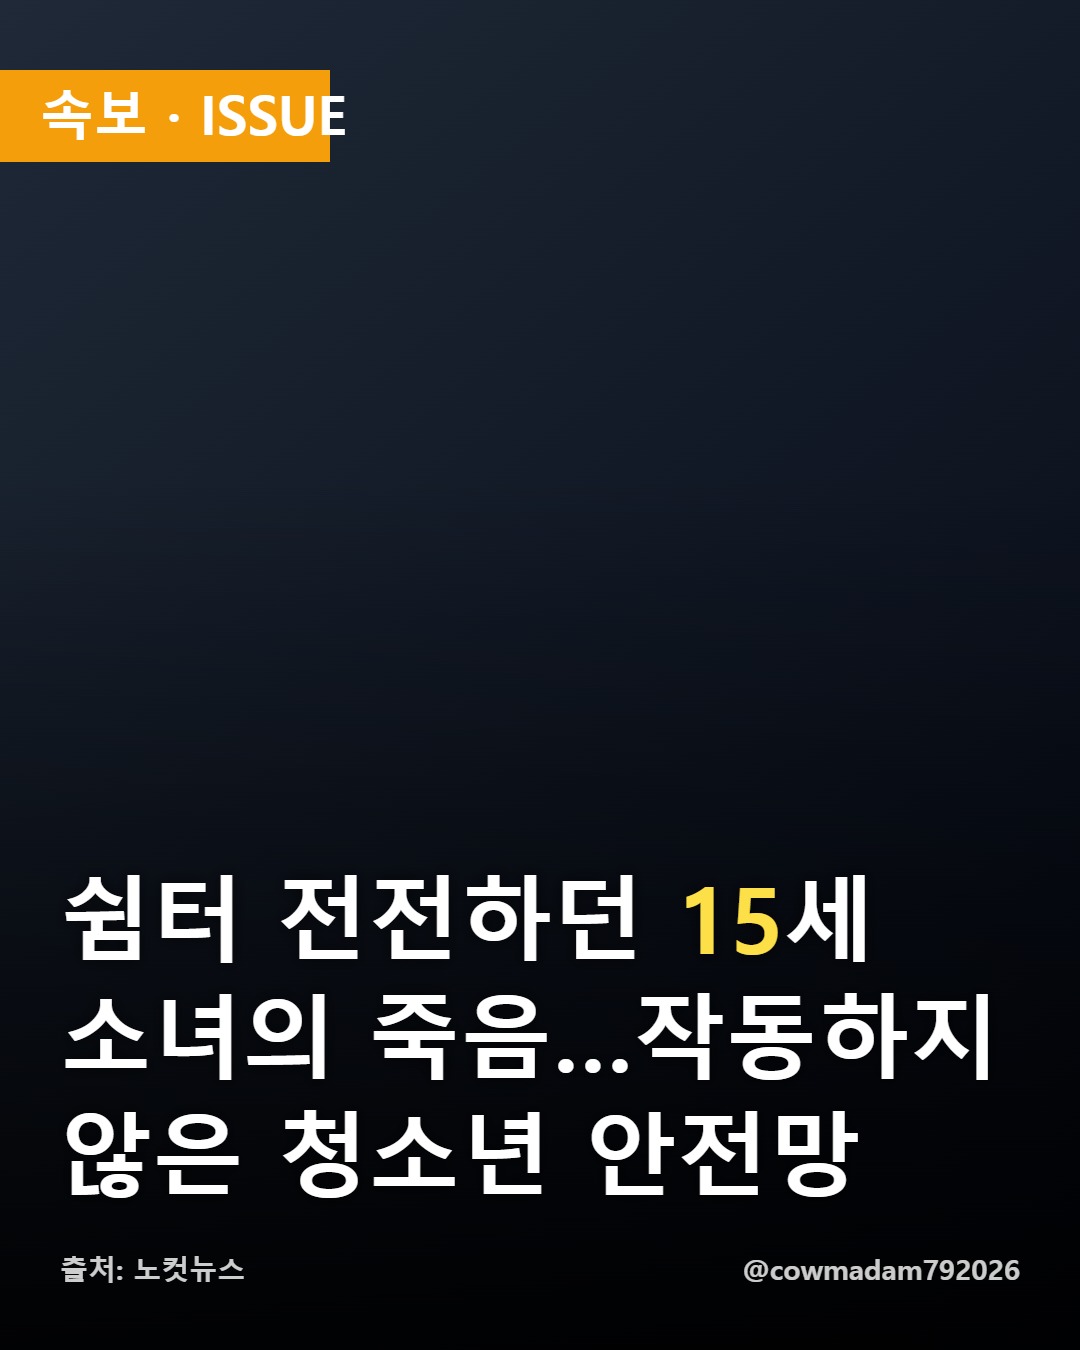 속보 · ISSUE
쉼터 전전하던 15세
소녀의 죽음...작동하지
않은 청소년 안전망
출처: 노컷뉴스
@cowmadam792026